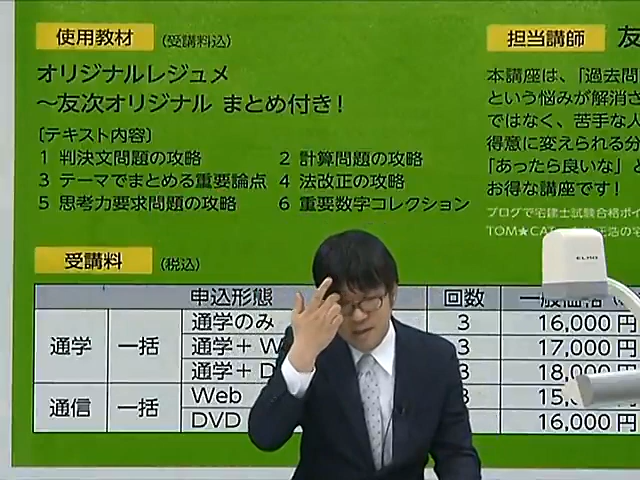 使用教材 (受講料込)
オリジナルレジュメ
～友次オリジナル まとめ付き!
〔テキスト内容〕
1 判決文問題の攻略 2 計算問題の攻略
3 テーマでまとめる重要論点 4 法改正の攻略
5 思考力要求問題の攻略 6 重要数字コレクション
担当講師 友
本講座は、「過去問
という悩みが解消さ
ではなく、苦手な人
得意に変えられる分
「あったら良いな」と
お得な講座です!
ブログで宅建士試験合格ポイ
TOM★CAT 正浩の宅
ELMO
受講料 (税込)
申込形態 回数 一般価格
通学 一括 通学のみ 3 16,000円
通学+W 3 17,000円
通学+D 18,000円
通信 一括 Web 3 15,
DVD 16,000円